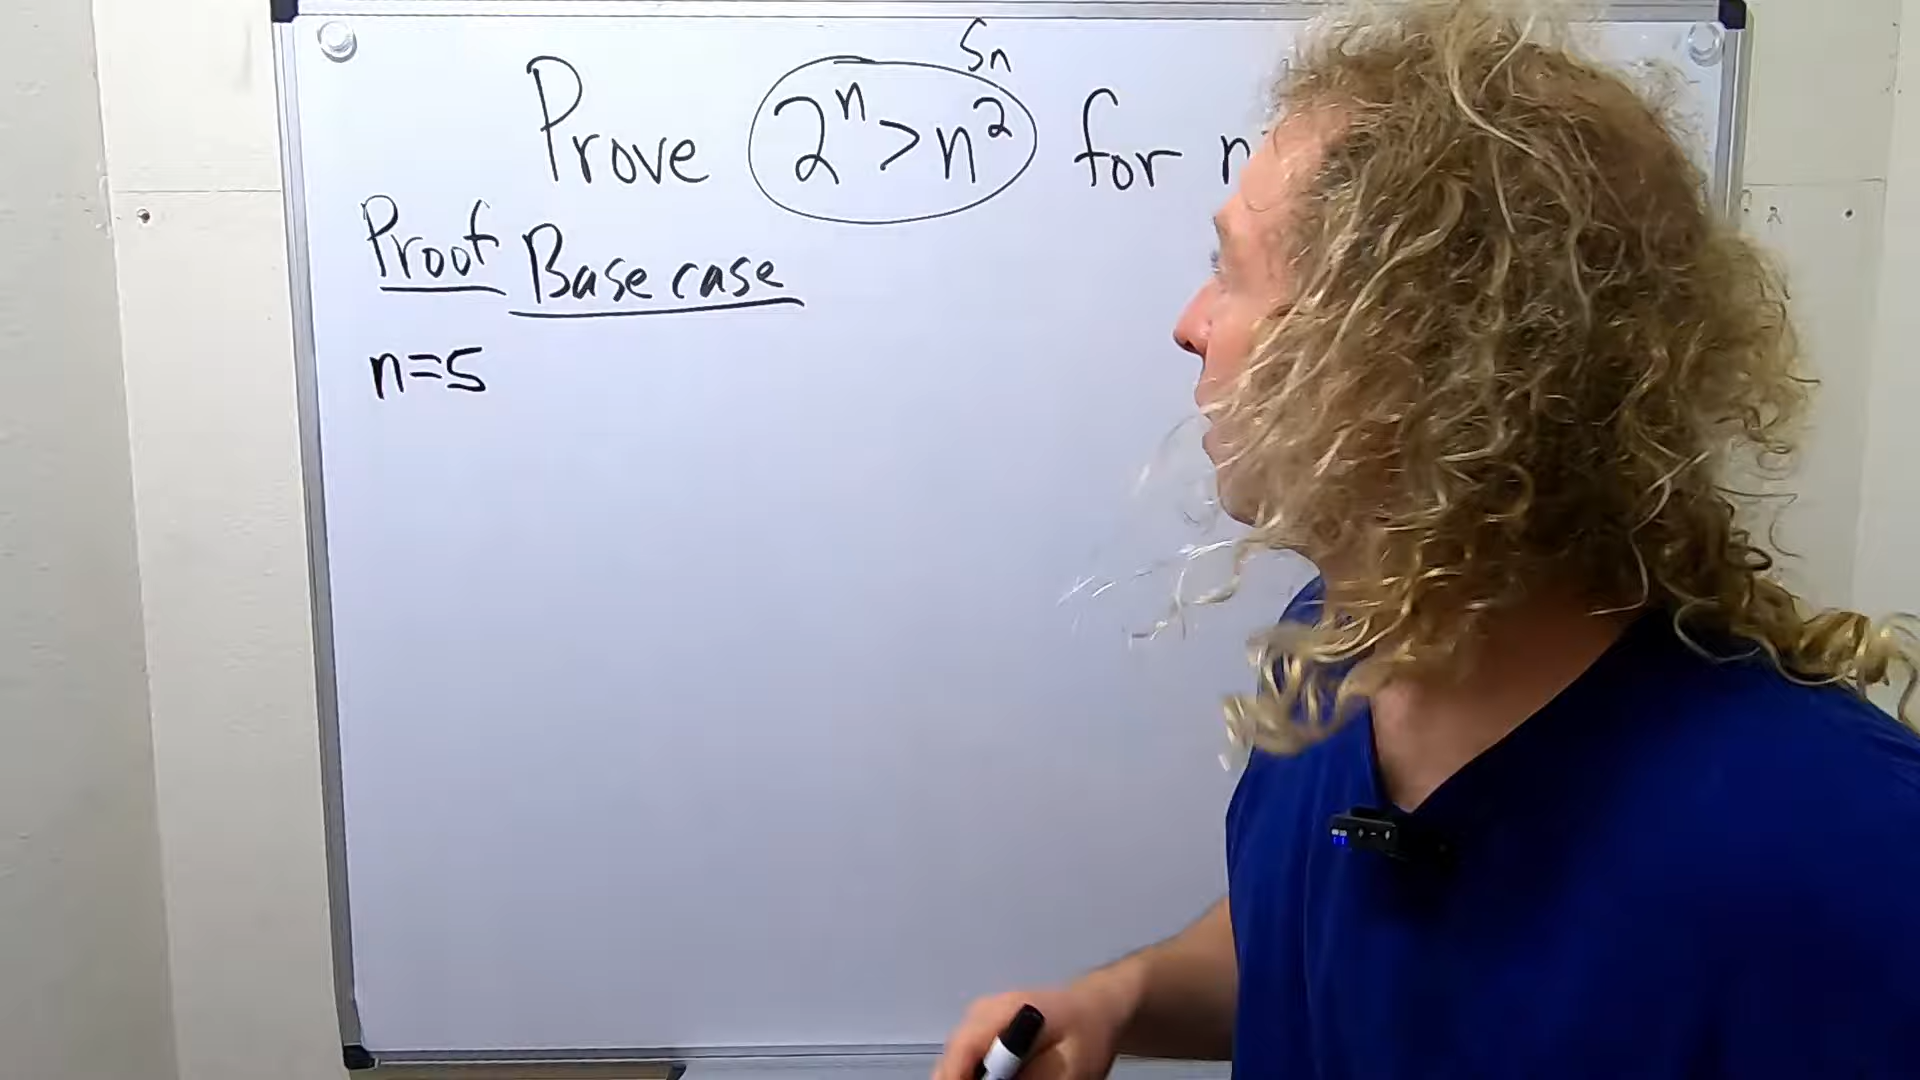 Sn
Prove 2ⁿ>n² for n
Proof Base case
n=5